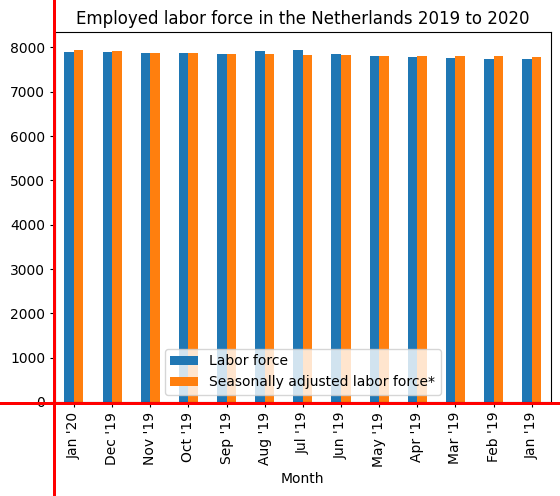 Employed labor force in the Netherlands 2019 to 2020
8000
7000
6000
5000
4000
3000
2000
1000
0
Labor force
Seasonally adjusted labor force*
Jan '20
Dec '19
Nov '19
Oct '19
Sep '19
Aug '19
Jul '19
Jun '19
May '19
Apr '19
Mar '19
Feb '19
Jan '19
Month